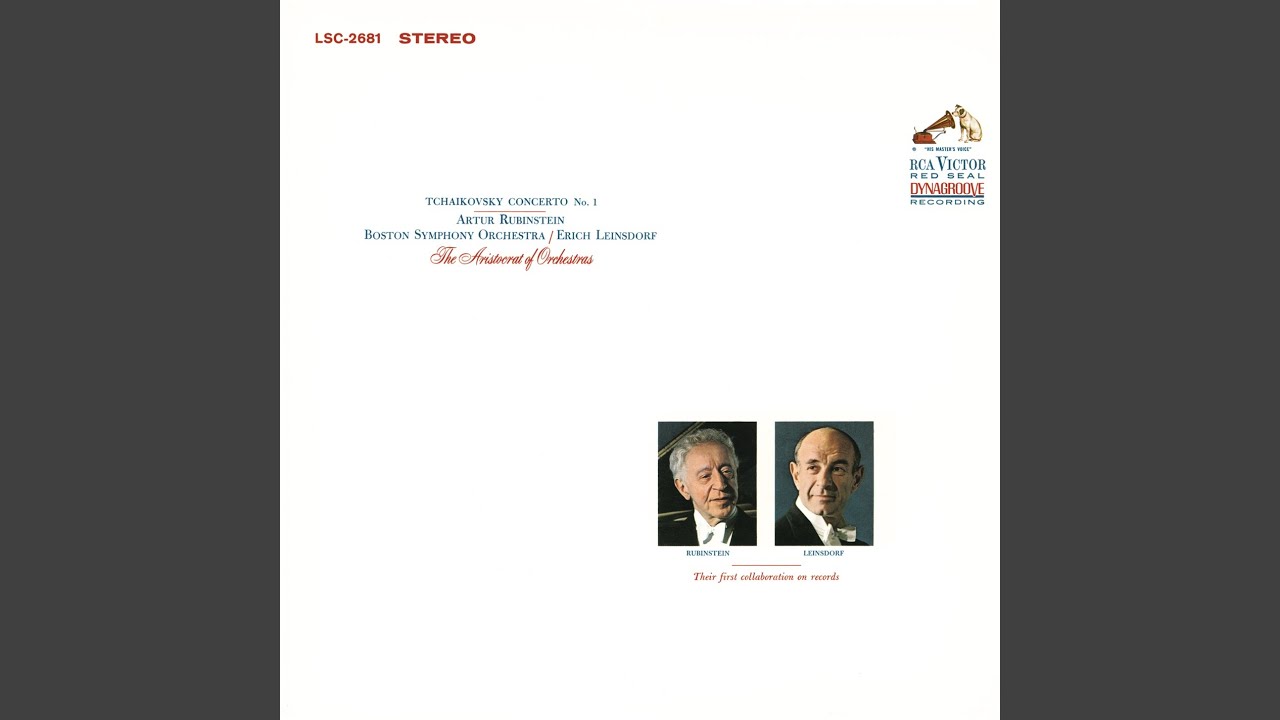 LSC-2681 STEREO
"HIS MASTER'S VOICE"
RCA VICTOR
RED SEAL
DYNAGROOVE
RECORDING
TCHAIKOVSKY CONCERTO No. 1
ARTUR RUBINSTEIN
BOSTON SYMPHONY ORCHESTRA / ERICH LEINSDORF
The Aristocrat of Orchestras
RUBINSTEIN
LEINSDORF
Their first collaboration on records